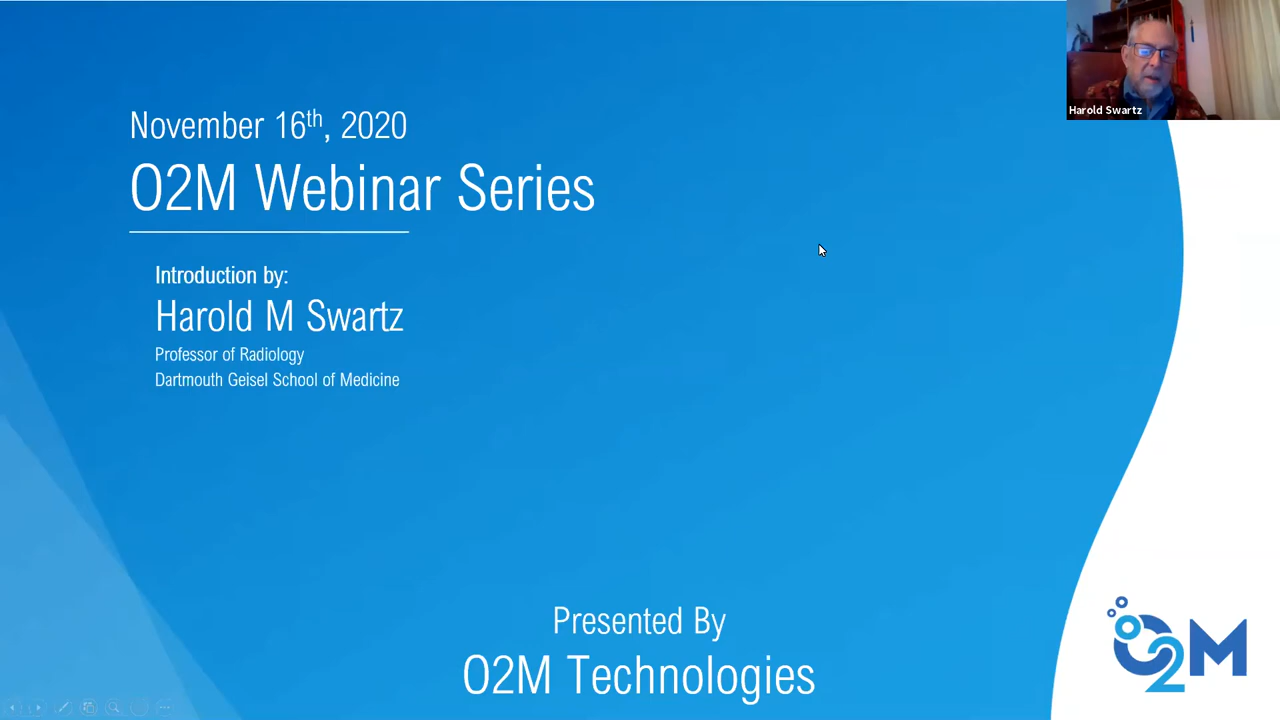 November 16th, 2020
O2M Webinar Series
Introduction by:
Harold M Swartz
Professor of Radiology
Dartmouth Geisel School of Medicine
Presented By
O2M Technologies
Harold Swartz
O2M